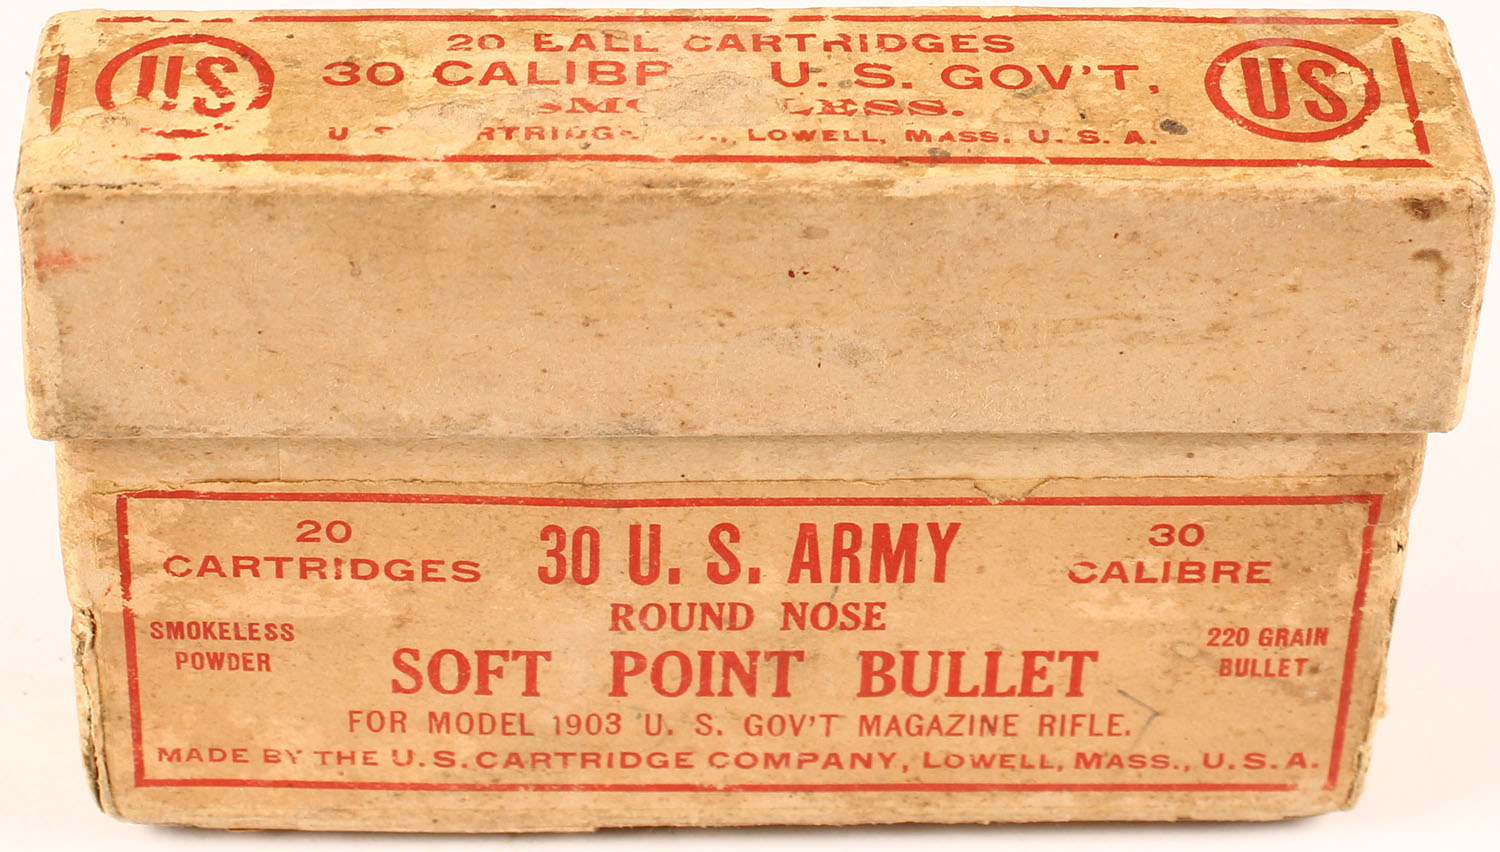 20 BALL CARTRIDGES
US
30 CALIBR U. S. GOV'T,
US
LOWELL, MASS. U. S. A.
20
CARTRIDGES
30 U. S. ARMY
30
CALIBRE
ROUND NOSE
SMOKELESS
POWDER
220 GRAIN
BULLET
SOFT POINT BULLET
FOR MODEL 1903 U. S. GOV'T MAGAZINE RIFLE.
MADE BY THE U. S. CARTRIDGE COMPANY, LOWELL, MASS., U. S. A.